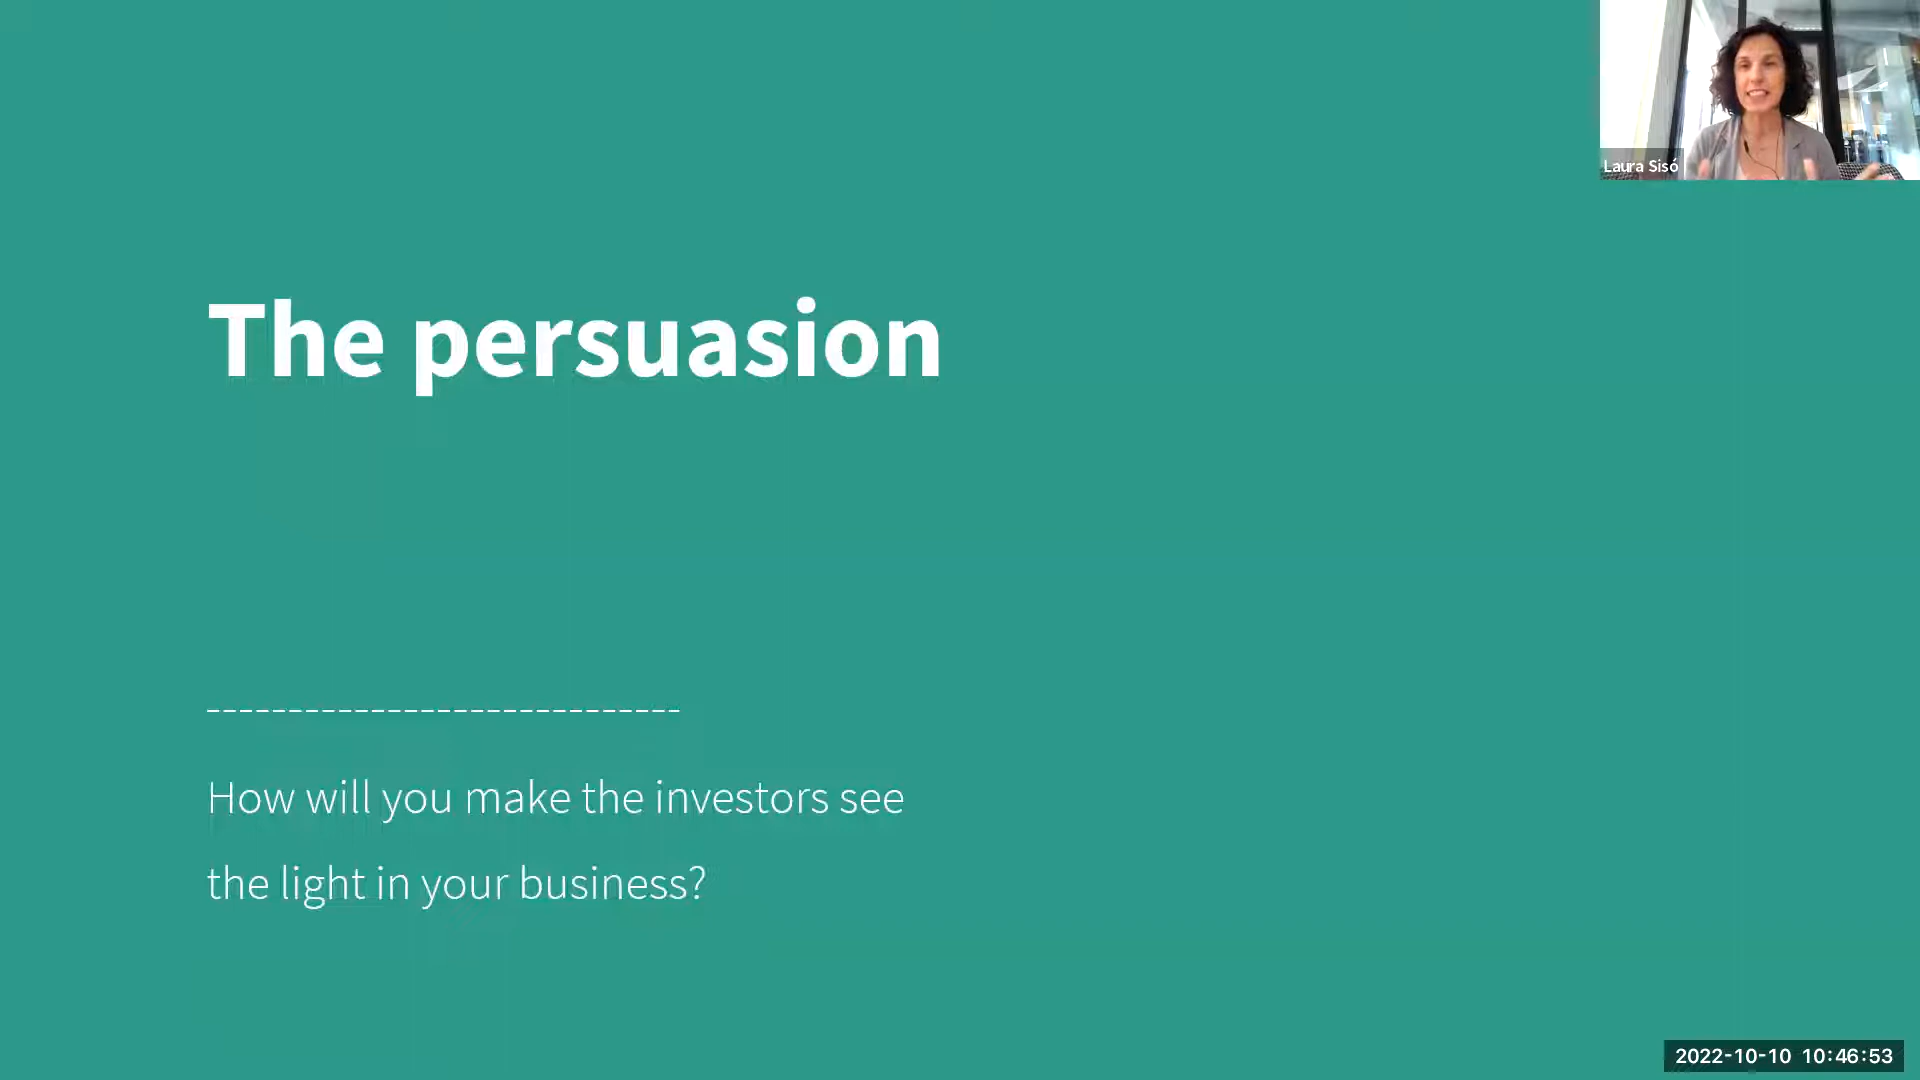 Laura Sisó
The persuasion
How will you make the investors see
the light in your business?
2022-10-10 10:46:53